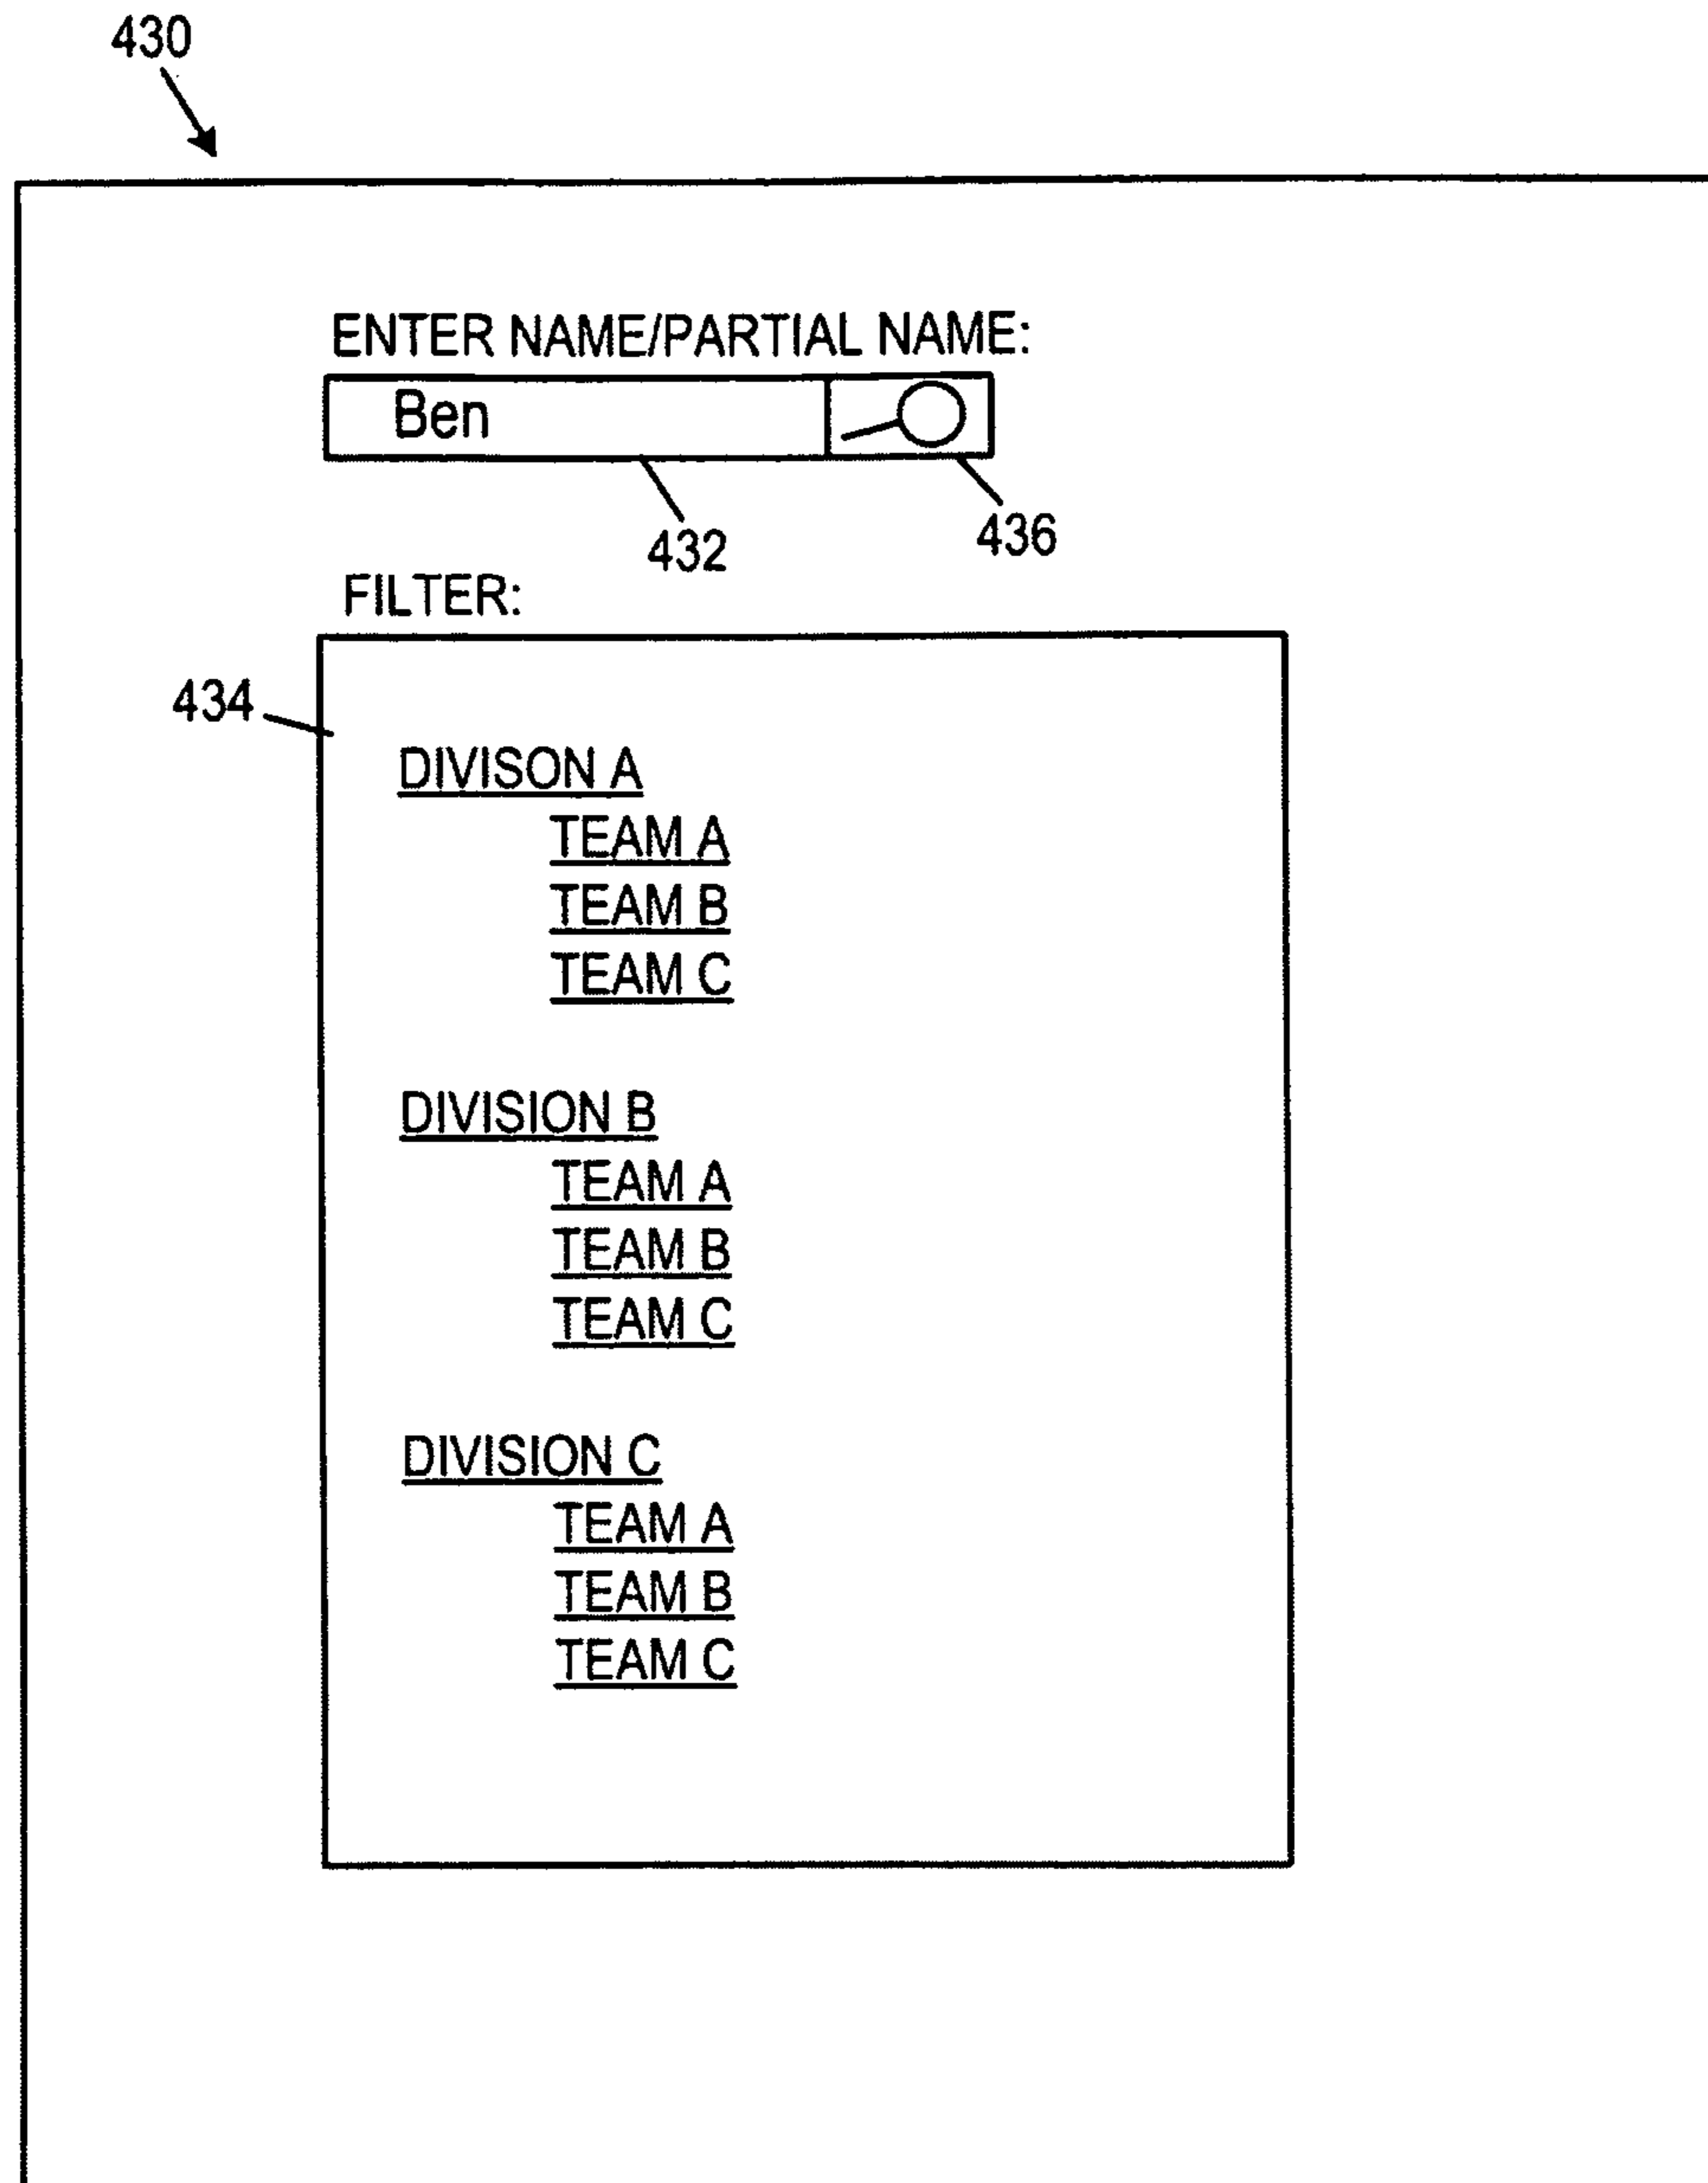 430
ENTER NAME/PARTIAL NAME:
Ben
432
436
FILTER:
434
DIVISON A
TEAM A
TEAM B
TEAM C
DIVISION B
TEAM A
TEAM B
TEAM C
DIVISION C
TEAM A
TEAM B
TEAM C